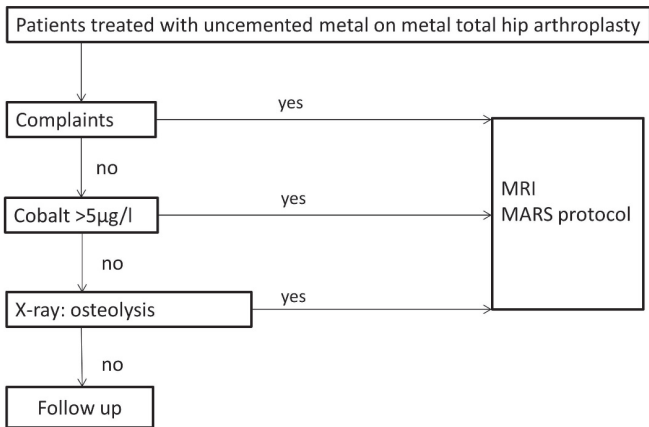 Patients treated with uncemented metal on metal total hip arthroplasty
yes
Complaints
no
MRI
MARS protocol
yes
Cobalt >5µg/l
no
yes
X-ray: osteolysis
no
Follow up